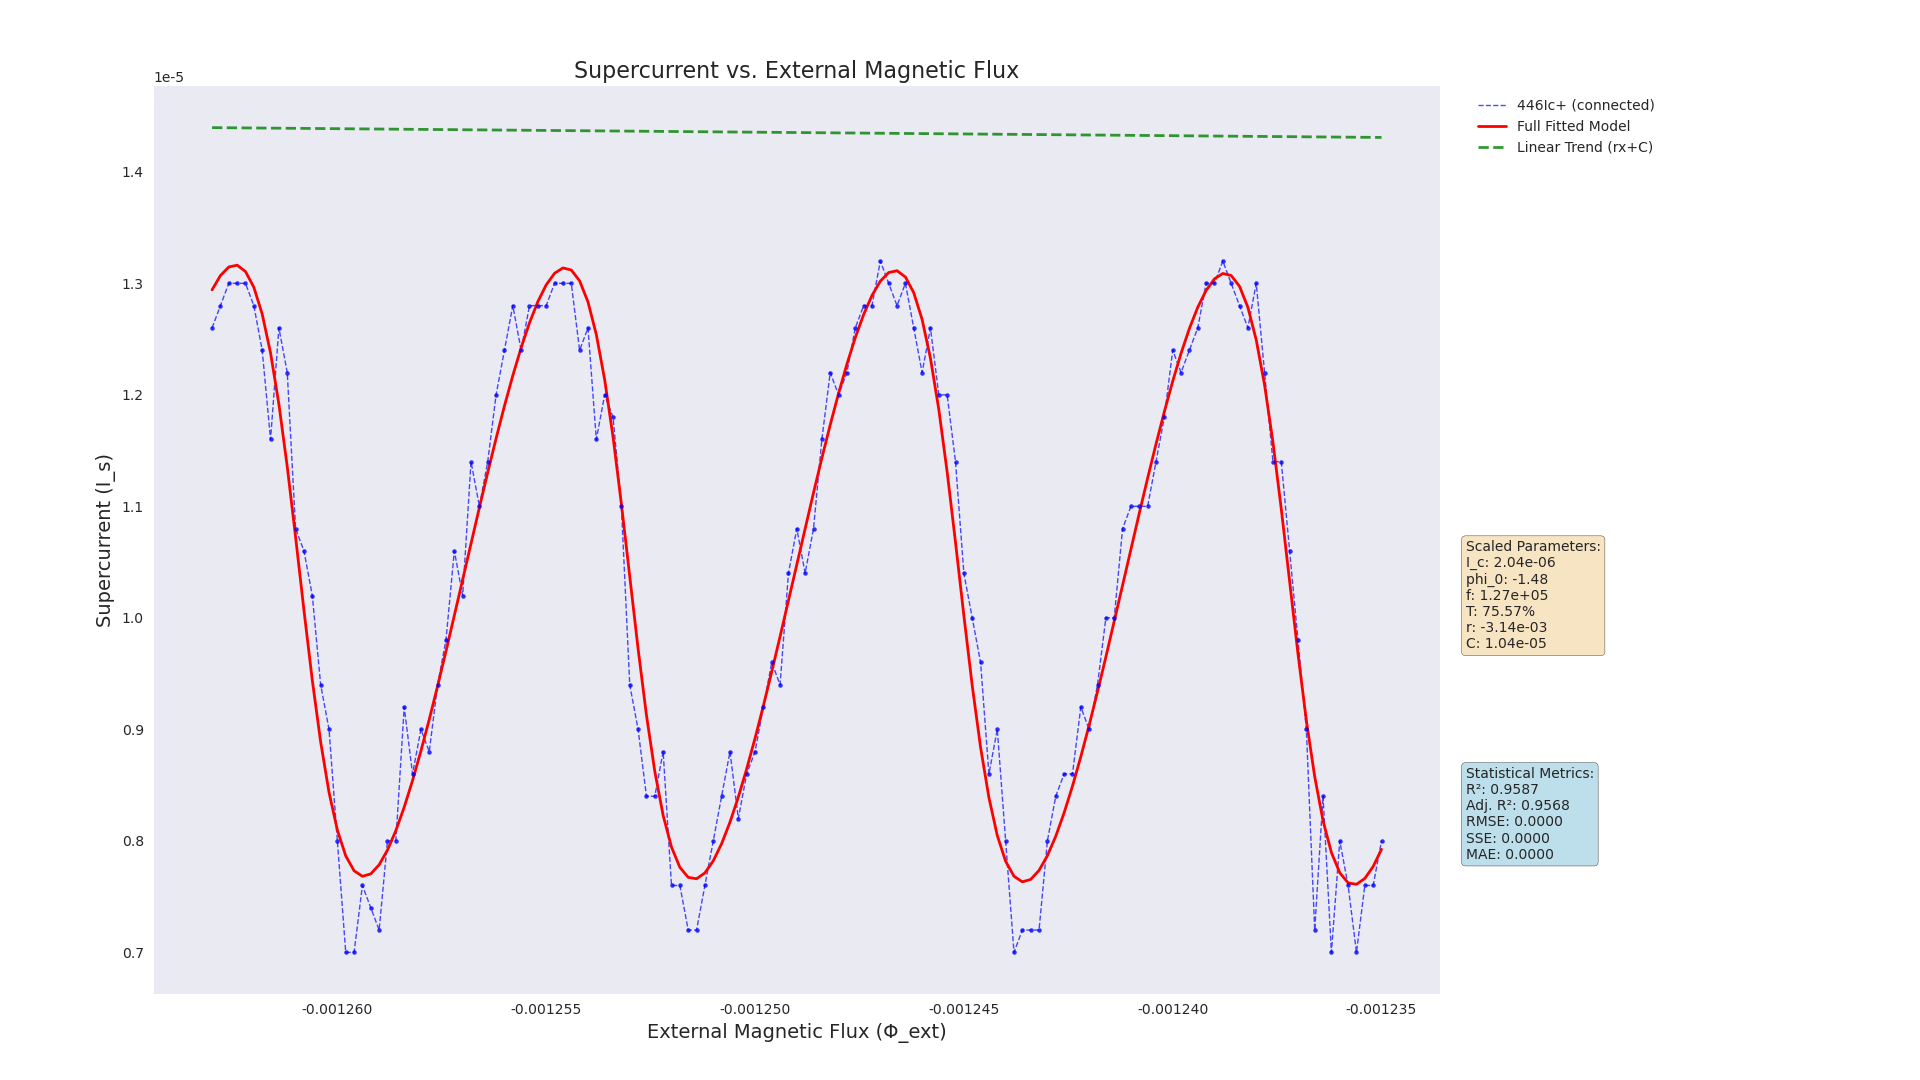 Supercurrent vs. External Magnetic Flux
1e-5
1.4
1.3
1.2
1.1
1.0
0.9
0.8
0.7
Supercurrent (I_s)
-0.001260
-0.001255
-0.001250
-0.001245
-0.001240
-0.001235
External Magnetic Flux (Φ_ext)
446Ic+ (connected)
Full Fitted Model
Linear Trend (rx+C)
Scaled Parameters:
I_c: 2.04e-06
phi_0: -1.48
f: 1.27e+05
T: 75.57%
r: -3.14e-03
C: 1.04e-05
Statistical Metrics:
R²: 0.9587
Adj. R²: 0.9568
RMSE: 0.0000
SSE: 0.0000
MAE: 0.0000